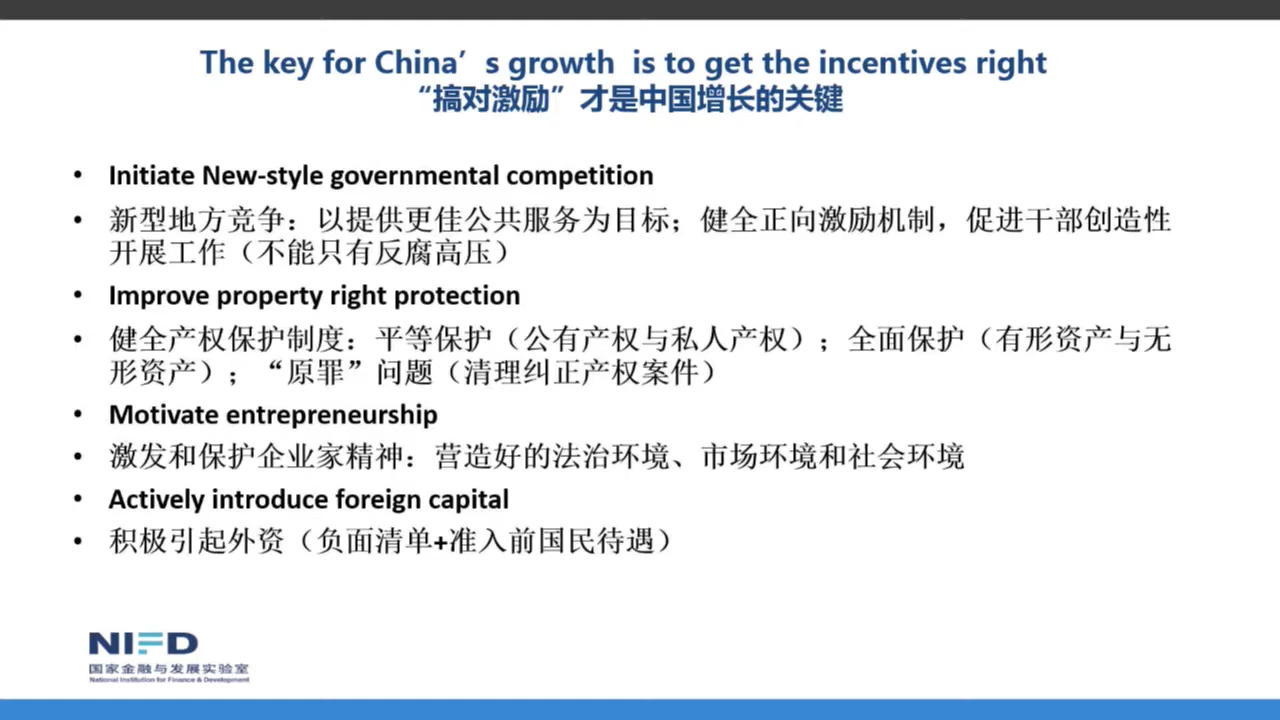 The key for China’s growth  is to get the incentives right
“搞对激励”才是中国增长的关键
• Initiate New-style governmental competition
• 新型地方竞争：以提供更佳公共服务为目标；健全正向激励机制，促进干部创造性
开展工作（不能只有反腐高压）
• Improve property right protection
• 健全产权保护制度：平等保护（公有产权与私人产权）；全面保护（有形资产与无
形资产）；“原罪”问题（清理纠正产权案件）
• Motivate entrepreneurship
• 激发和保护企业家精神：营造好的法治环境、市场环境和社会环境
• Actively introduce foreign capital
• 积极引起外资（负面清单+准入前国民待遇）
NIFD
国家金融与发展实验室
National Institution for Finance & Development